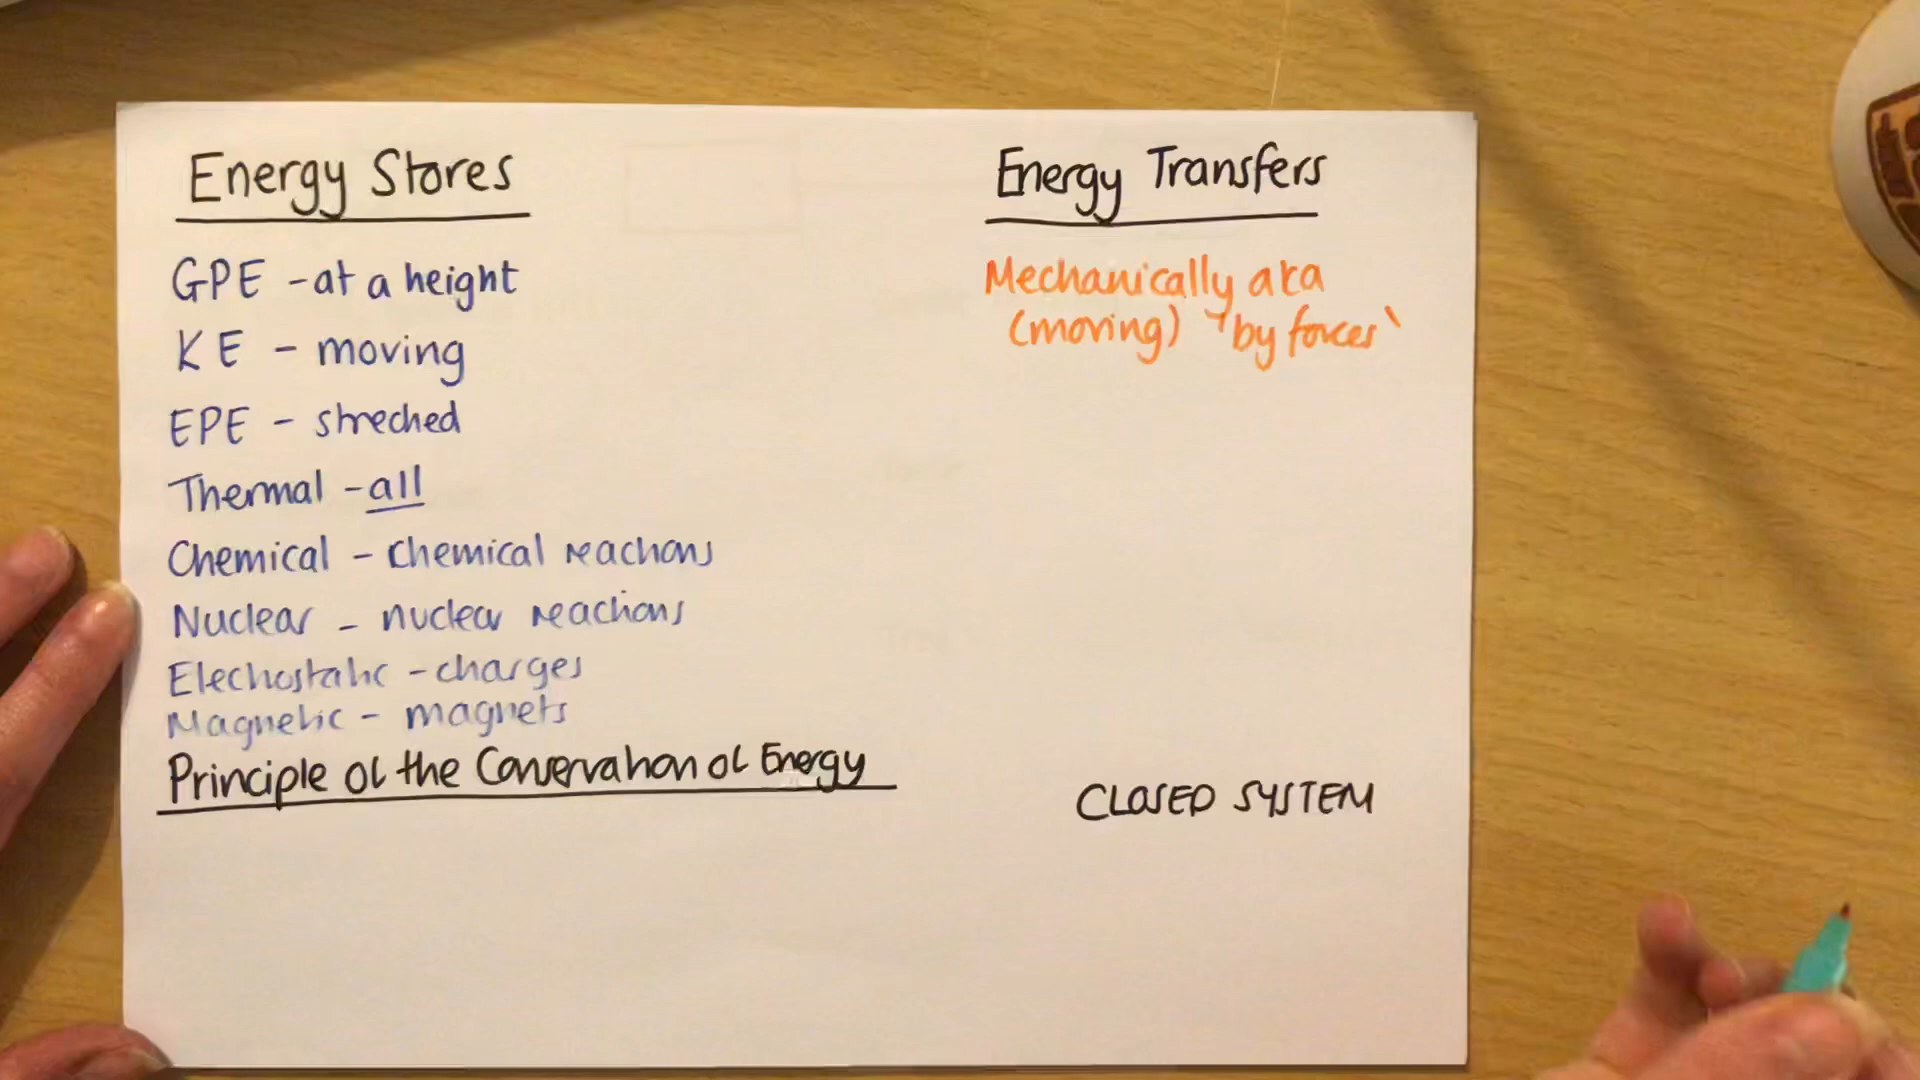 Energy Stores
GPE - at a height
KE - moving
EPE - streched
Thermal - all
Chemical - chemical reactions
Nuclear - nuclear reactions
Electrostatic - charges
Magnetic - magnets
Principle of the Conservation of Energy
Energy Transfers
Mechanically aka
(moving) 'by forces'
CLOSED SYSTEM